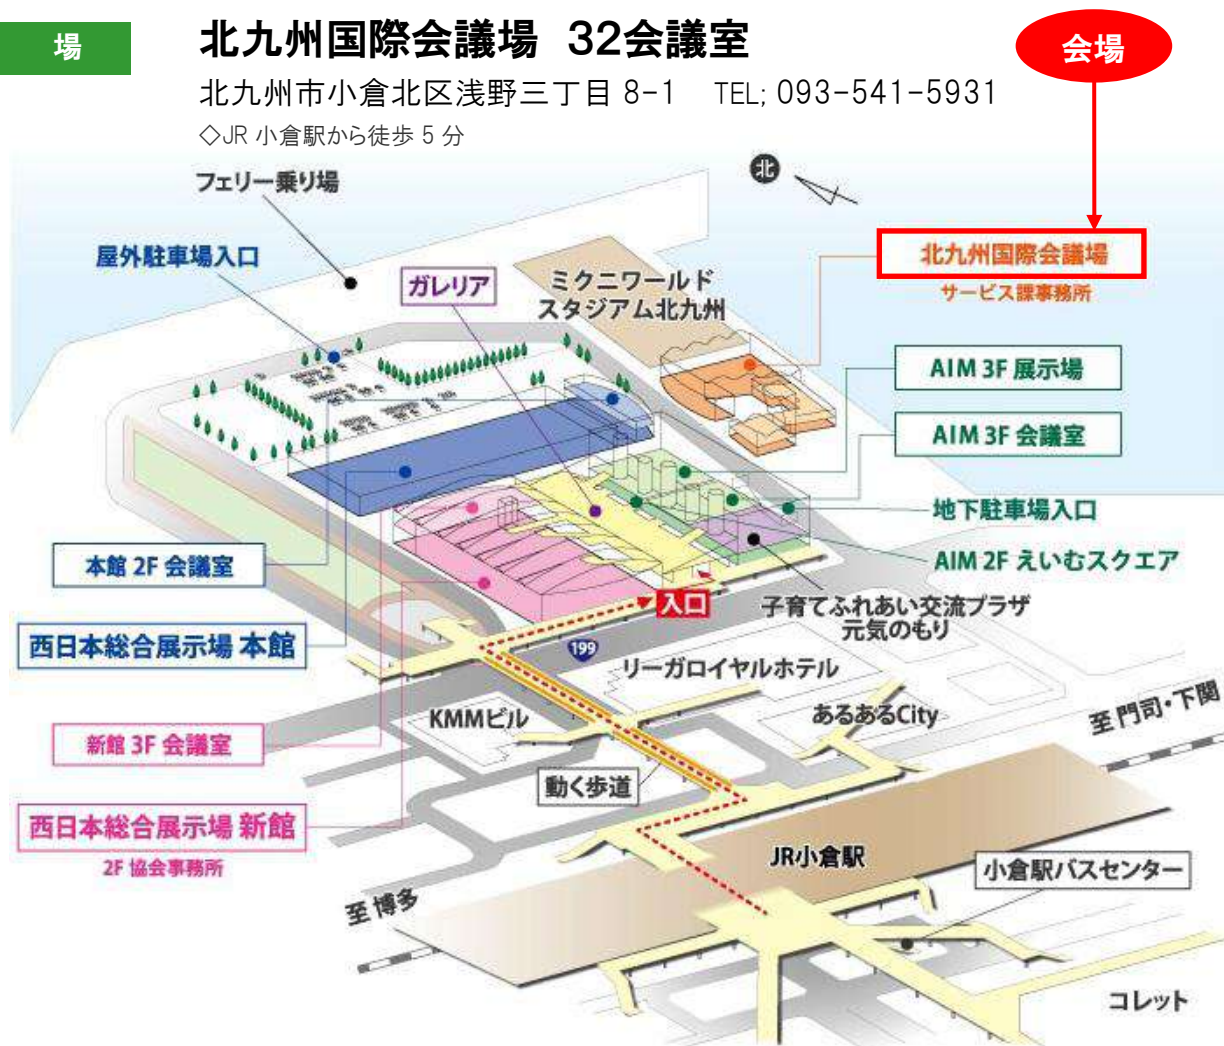 場
北九州国際会議場 32会議室
会場
北九州市小倉北区浅野三丁目 8-1 TEL; 093-541-5931
◇JR 小倉駅から徒歩 5 分
フェリー乗り場
北
屋外駐車場入口
ガレリア
ミクニワールド
スタジアム北九州
北九州国際会議場
サービス課事務所
AIM 3F 展示場
AIM 3F 会議室
地下駐車場入口
AIM 2F えいむスクエア
本館 2F 会議室
入口
子育てふれあい交流プラザ
元気のもり
西日本総合展示場 本館
199
リーガロイヤルホテル
KMMビル
あるあるCity
至 門司・下関
新館 3F 会議室
動く歩道
西日本総合展示場 新館
2F 協会事務所
JR小倉駅
小倉駅バスセンター
至 博多
コレット